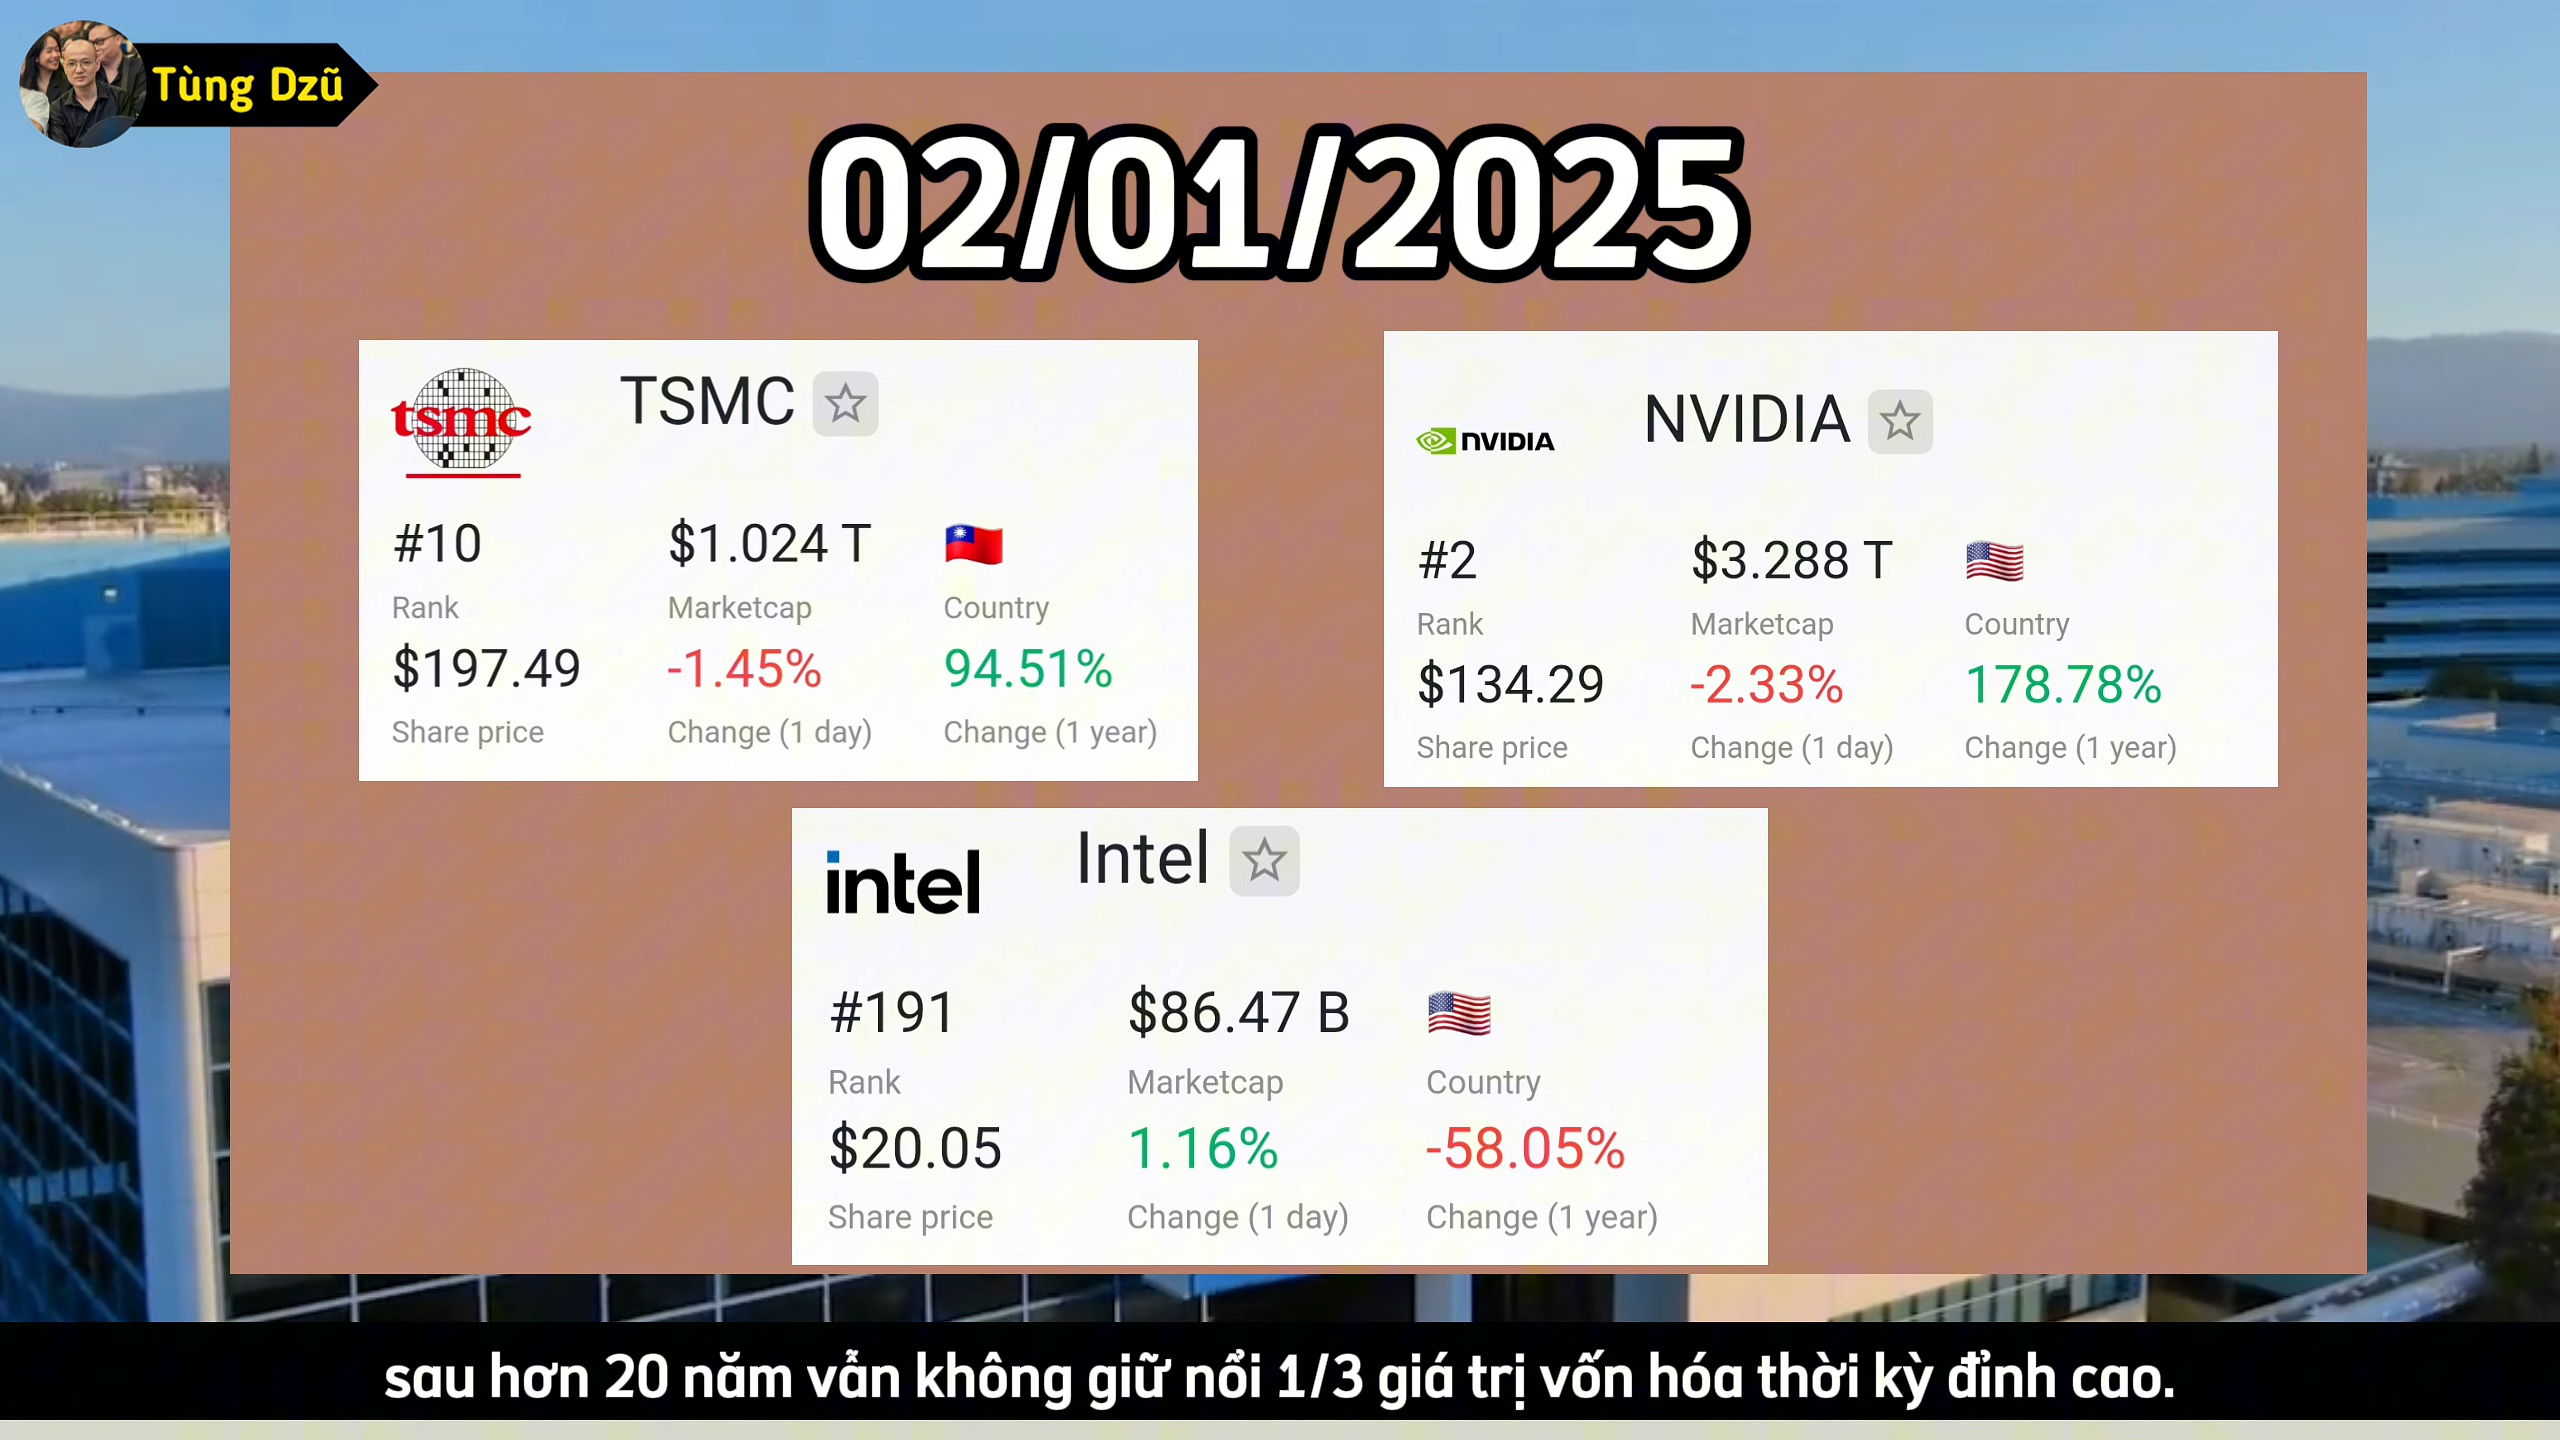 Tùng Dzũ
02/01/2025
tsmc
TSMC
#10 $1.024 T
Rank Marketcap Country
$197.49 -1.45% 94.51%
Share price Change (1 day) Change (1 year)
NVIDIA
NVIDIA
#2 $3.288 T
Rank Marketcap Country
$134.29 -2.33% 178.78%
Share price Change (1 day) Change (1 year)
intel
Intel
#191 $86.47 B
Rank Marketcap Country
$20.05 1.16% -58.05%
Share price Change (1 day) Change (1 year)
sau hơn 20 năm vẫn không giữ nổi 1/3 giá trị vốn hóa thời kỳ đỉnh cao.